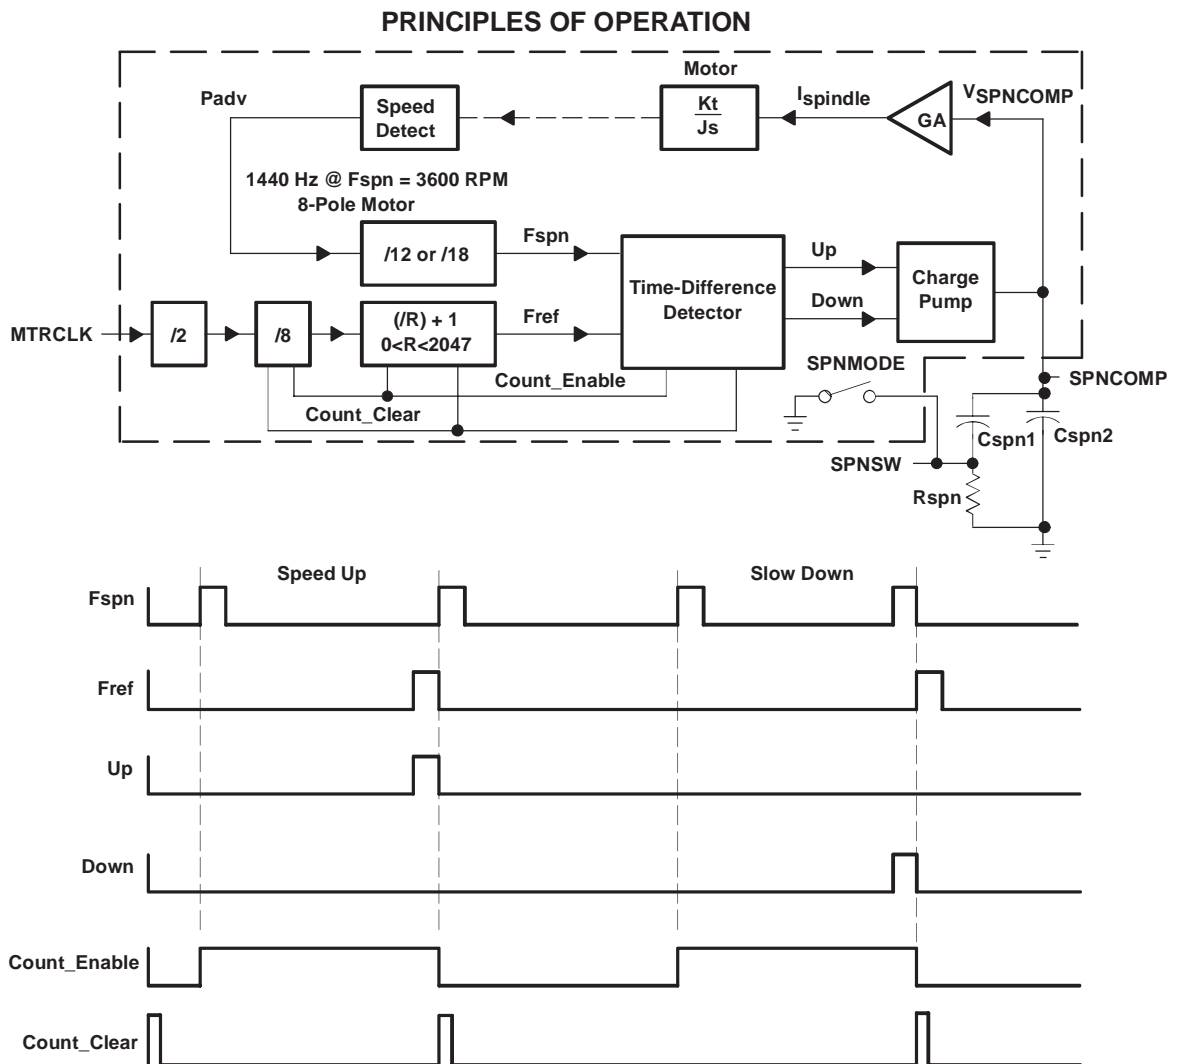 PRINCIPLES OF OPERATION
Motor
Padv
Speed
Detect
Kt
Js
Ispindle
GA
VSPNCOMP
1440 Hz @ Fspn = 3600 RPM
8-Pole Motor
/12 or /18
Fspn
Time-Difference
Detector
Up
Down
Charge
Pump
MTRCLK
/2
/8
(/R) + 1
0<R<2047
Fref
Count_Enable
Count_Clear
SPNMODE
SPNCOMP
Cspn1
Cspn2
SPNSW
Rspn
Speed Up
Slow Down
Fspn
Fref
Up
Down
Count_Enable
Count_Clear